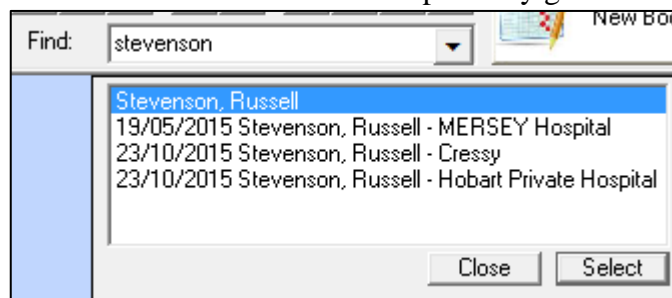 New Boo
Find:
stevenson
Stevenson, Russell
19/05/2015 Stevenson, Russell - MERSEY Hospital
23/10/2015 Stevenson, Russell - Cressy
23/10/2015 Stevenson, Russell - Hobart Private Hospital
Close
Select